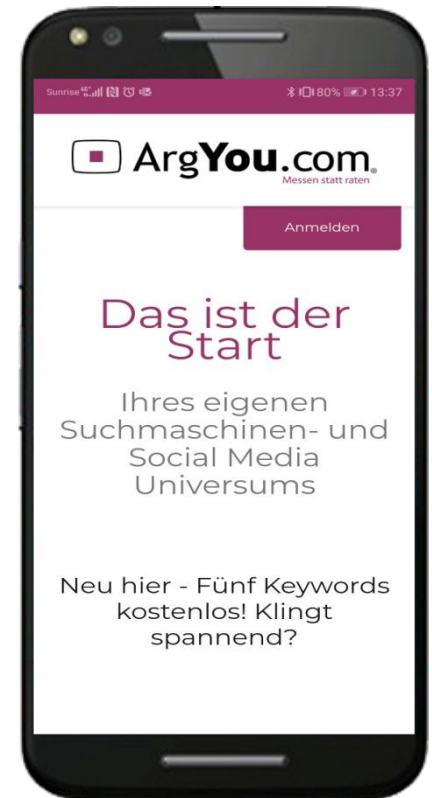 Sunrise 80% 13:37
ArgYou.com®
Messen statt raten
Anmelden
Das ist der
Start
Ihres eigenen
Suchmaschinen- und
Social Media
Universums
Neu hier - Fünf Keywords
kostenlos! Klingt
spannend?